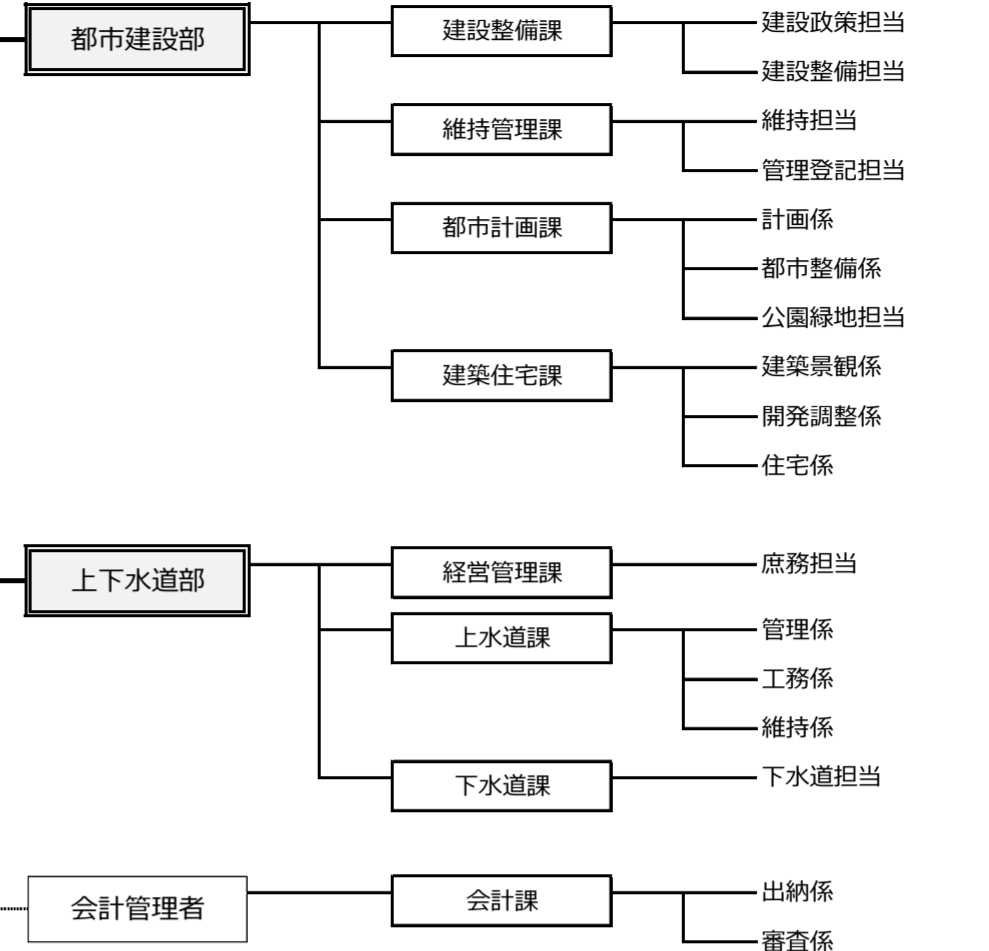 都市建設部
建設整備課
建設政策担当
建設整備担当
維持管理課
維持担当
管理登記担当
都市計画課
計画係
都市整備係
公園緑地担当
建築住宅課
建築景観係
開発調整係
住宅係
上下水道部
経営管理課
庶務担当
上水道課
管理係
工務係
維持係
下水道課
下水道担当
会計管理者
会計課
出納係
審査係